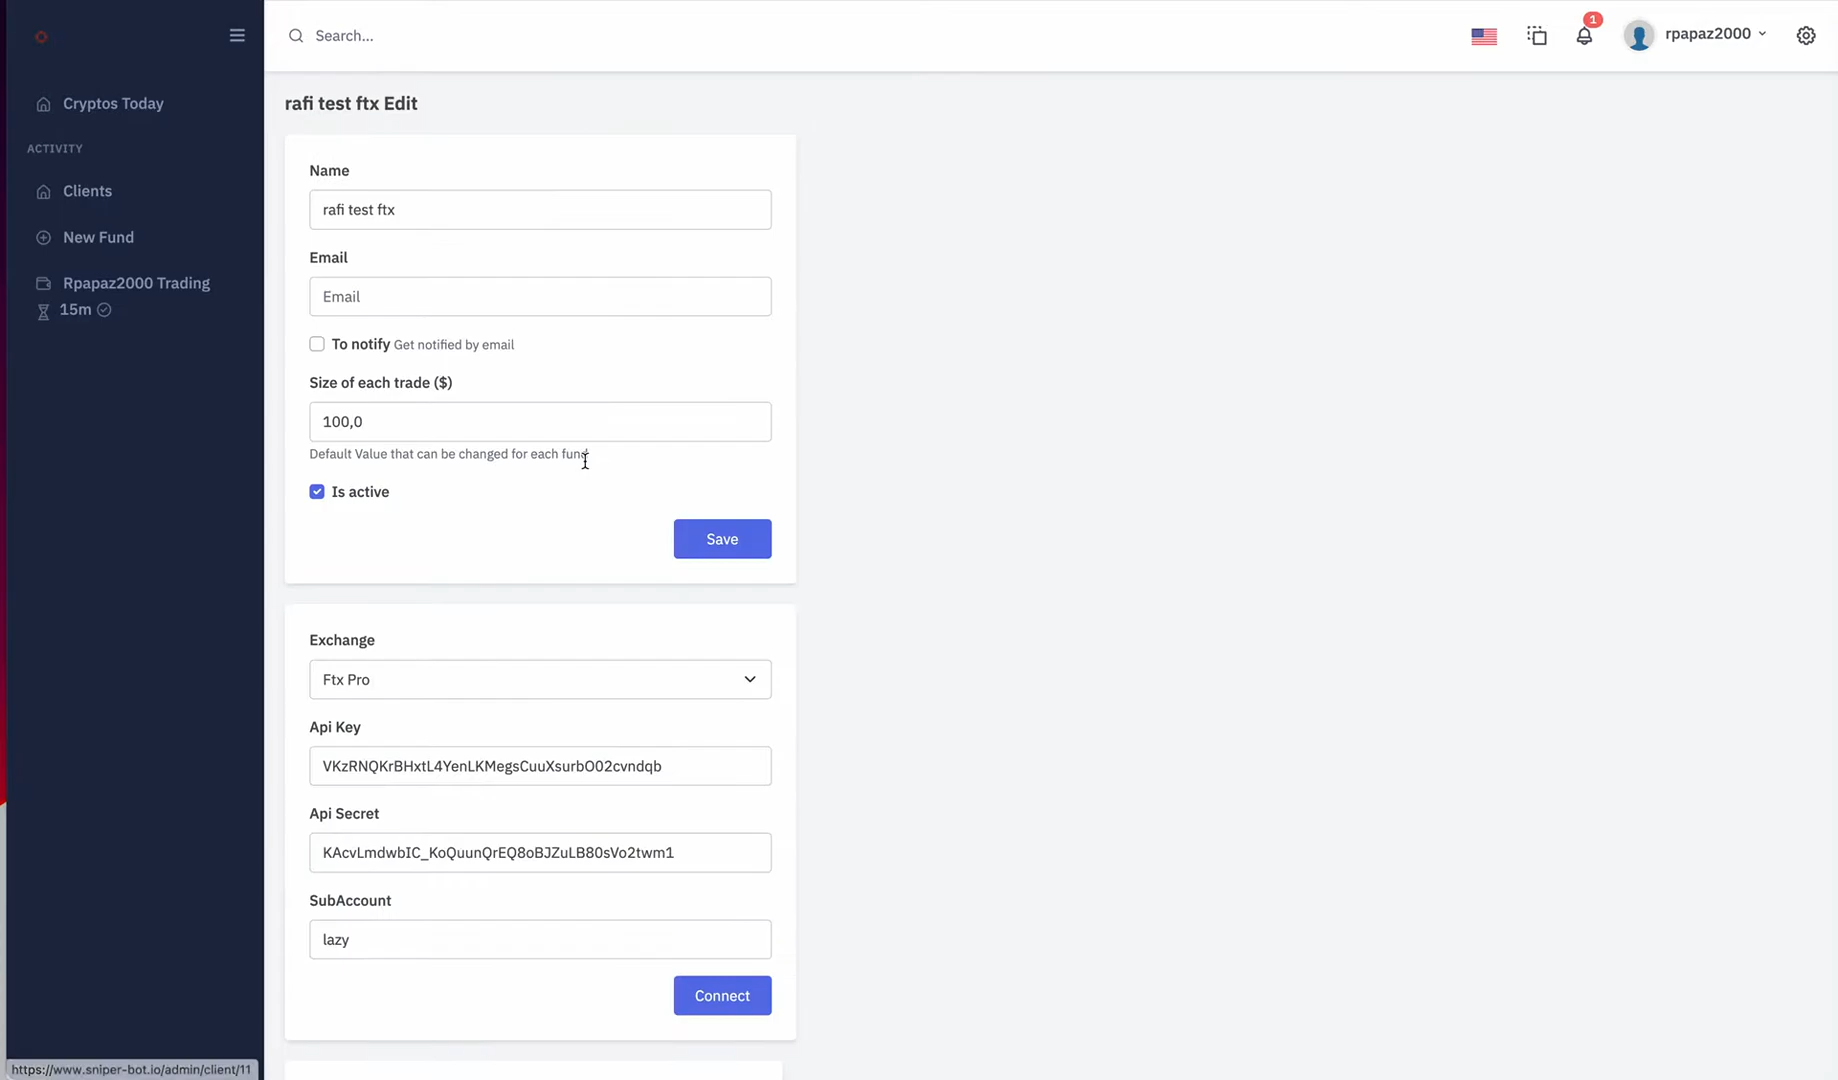 Search...
1
rpapaz2000
Cryptos Today
ACTIVITY
Clients
New Fund
Rpapaz2000 Trading
15m
rafi test ftx Edit
Name
rafi test ftx
Email
Email
To notify Get notified by email
Size of each trade ($)
100,0
Default Value that can be changed for each fund
Is active
Save
Exchange
Ftx Pro
Api Key
VKzRNQKrBHxtL4YenLKMegsCuuXsurbO02cvndqb
Api Secret
KAcvLmdwbIC_KoQuunQrEQ8oBJZuLB80sVo2twm1
SubAccount
lazy
Connect
https://www.sniper-bot.io/admin/client/11